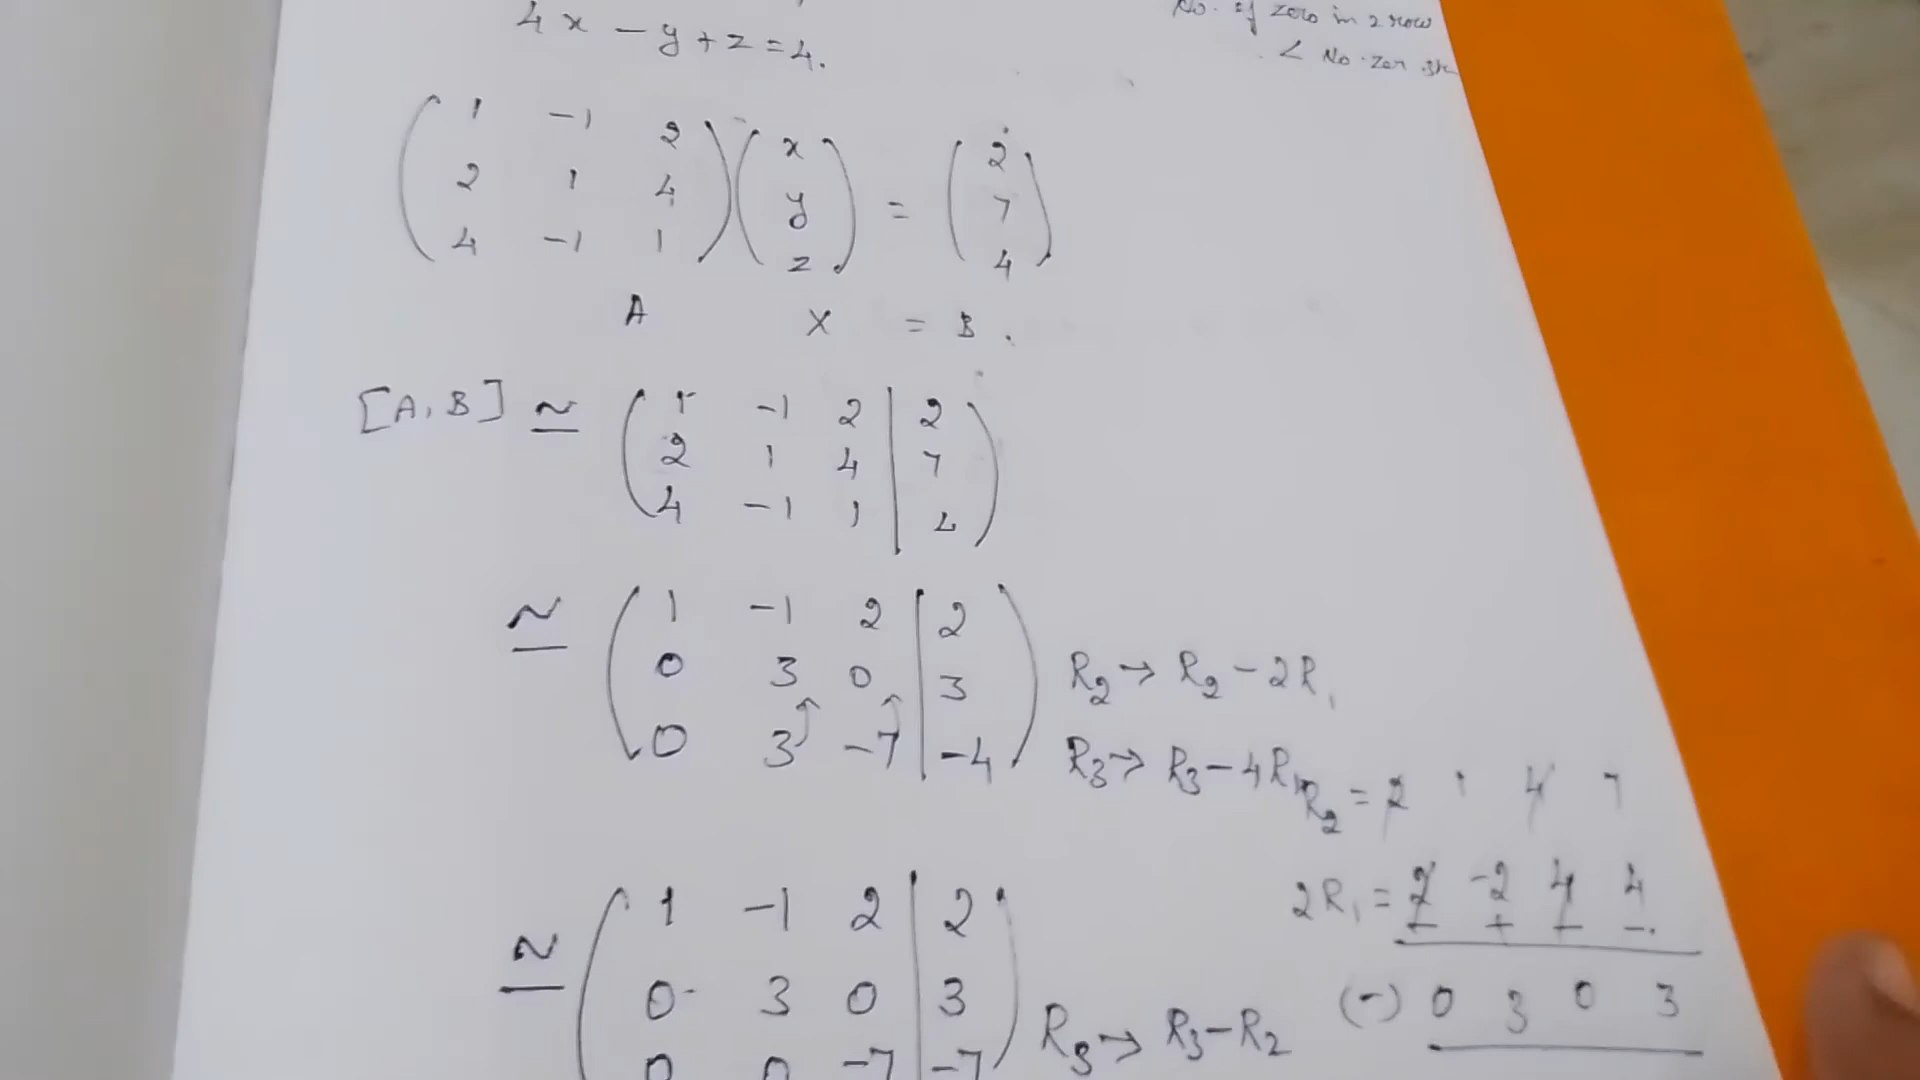 4x - y + z = 4.
No. of zero in 2 row
< No. zer
( 1 -1 2 ) ( x ) = ( 2 )
( 2 1 4 ) ( y ) ( 7 )
( 4 -1 1 ) ( z ) ( 4 )
A X = B .
[A, B] ≃ ( 1 -1 2 | 2 )
( 2 1 4 | 7 )
( 4 -1 1 | 4 )
≃ ( 1 -1 2 | 2 )
( 0 3 0 | 3 ) R₂ → R₂ - 2R₁
( 0 3 -7 | -4 ) R₃ → R₃ - 4R₁
R₂ = 2 1 4 7
2R₁ = 2 -2 4 4
- + - -.
(-) 0 3 0 3
≃ ( 1 -1 2 | 2 )
( 0 3 0 | 3 )
( 0 0 -7 | -7 ) R₃ → R₃ - R₂